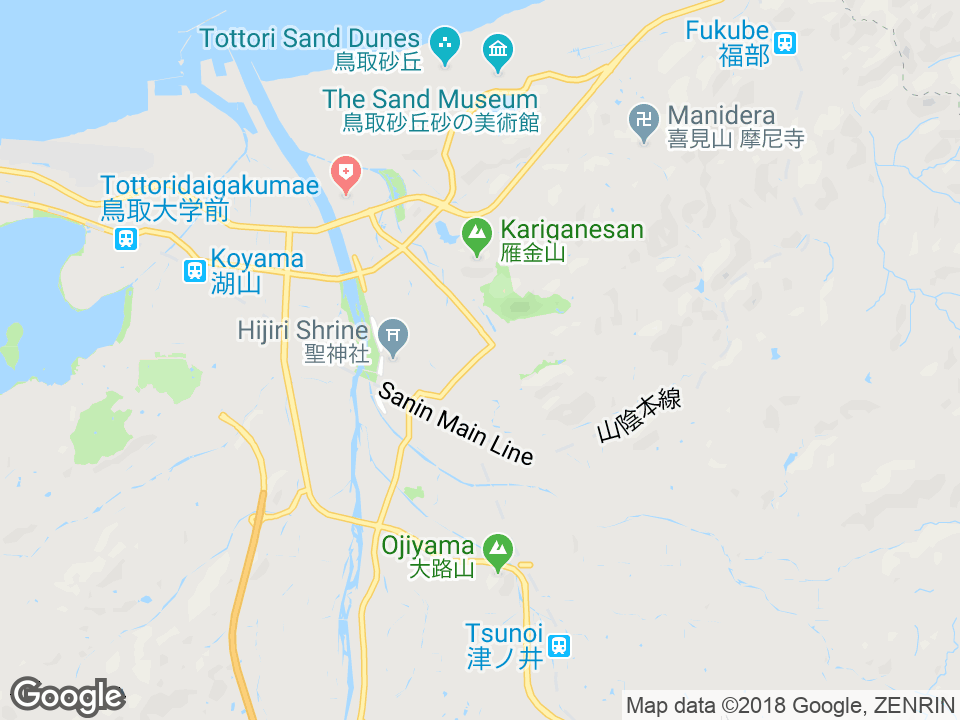 Fukube
福部
Tottori Sand Dunes
鳥取砂丘
The Sand Museum
鳥取砂丘砂の美術館
Manidera
喜見山 摩尼寺
Tottoridaigakumae
鳥取大学前
Kariganesan
雁金山
Koyama
湖山
Hijiri Shrine
聖神社
Sanin Main Line
山陰本線
Ojiyama
大路山
Tsunoi
津ノ井
Google
Map data ©2018 Google, ZENRIN